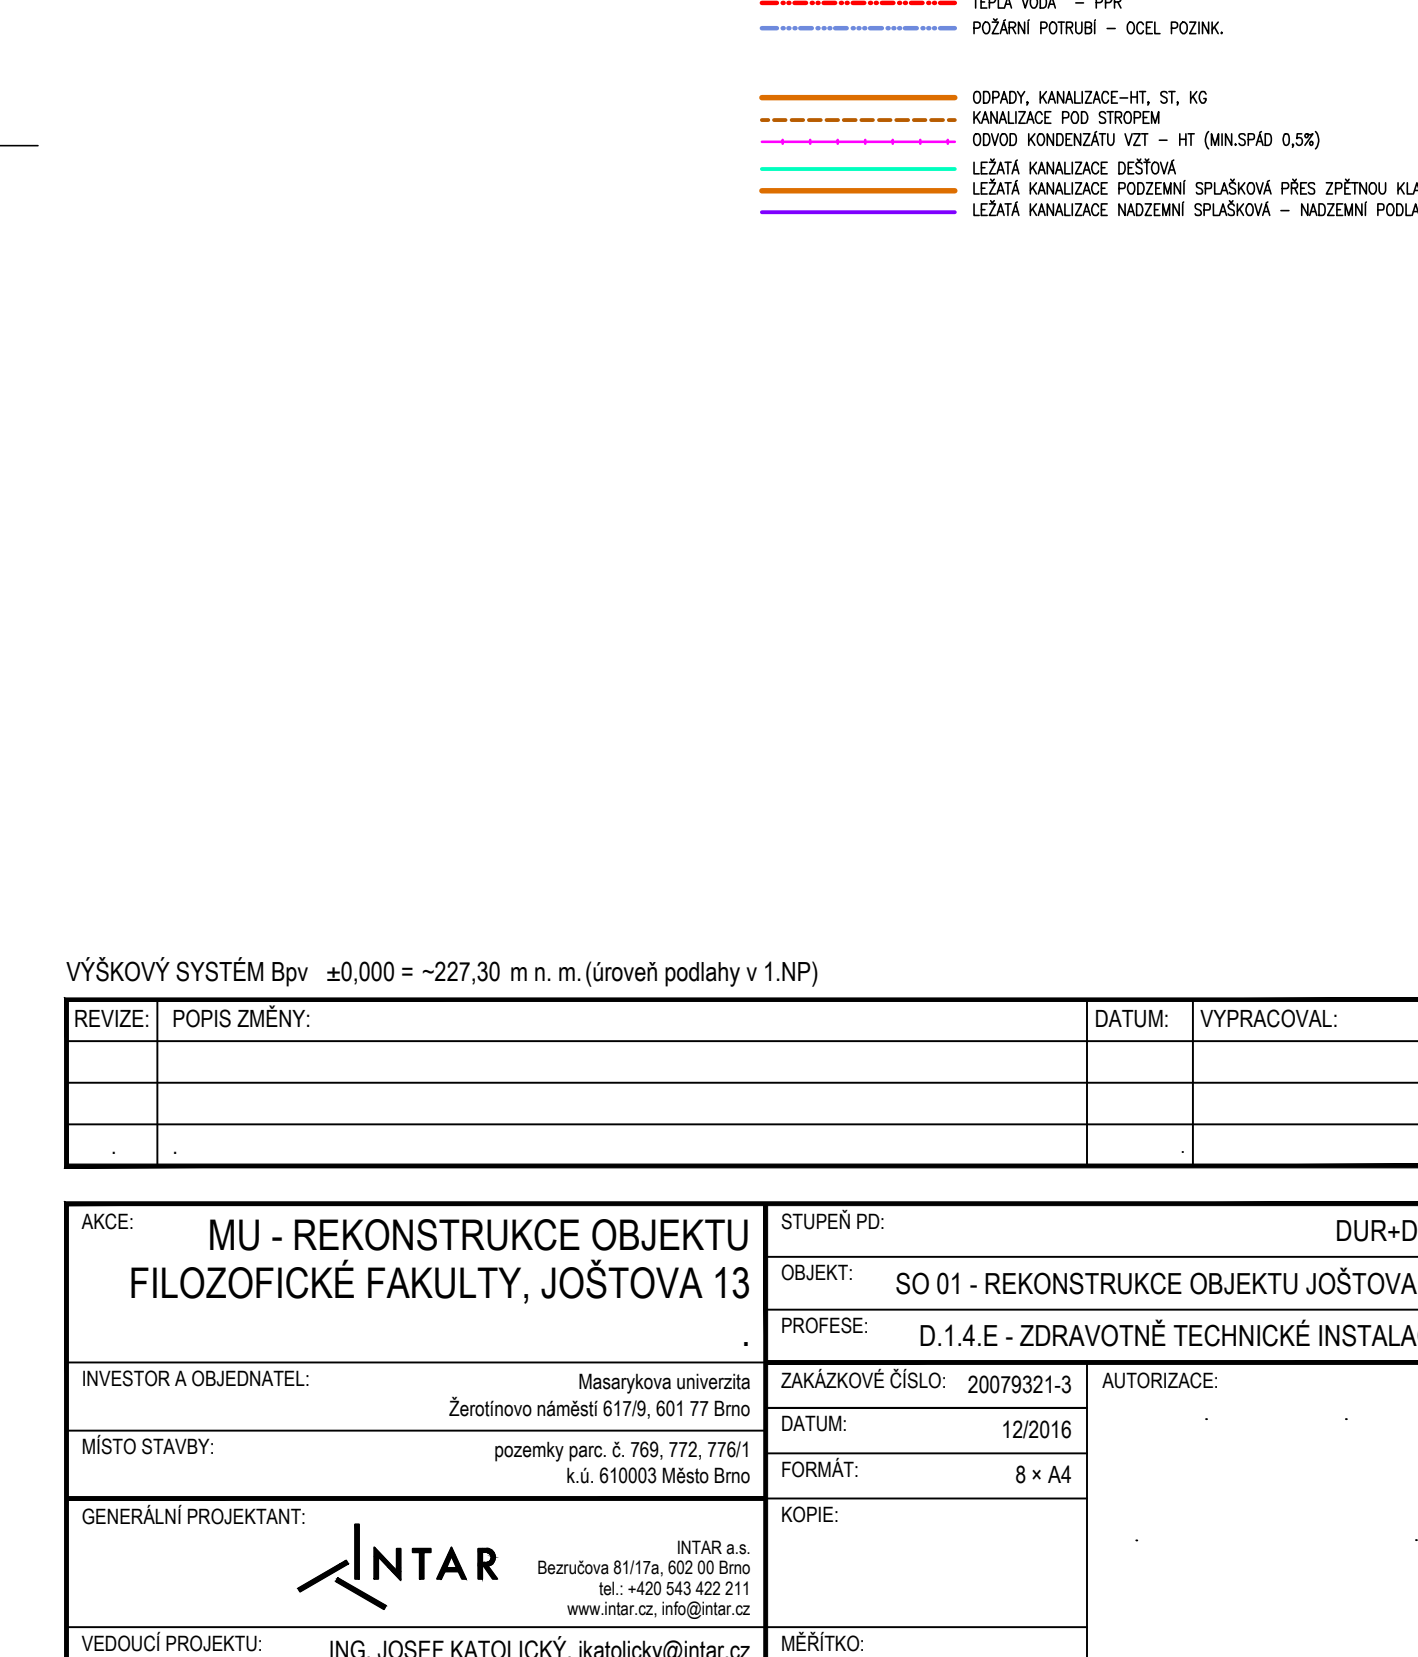 TEPLÁ VODA – PPR
POŽÁRNÍ POTRUBÍ – OCEL POZINK.
ODPADY, KANALIZACE–HT, ST, KG
KANALIZACE POD STROPEM
ODVOD KONDENZÁTU VZT – HT (MIN.SPÁD 0,5%)
LEŽATÁ KANALIZACE DEŠŤOVÁ
LEŽATÁ KANALIZACE PODZEMNÍ SPLAŠKOVÁ PŘES ZPĚTNOU
LEŽATÁ KANALIZACE NADZEMNÍ SPLAŠKOVÁ – NADZEMNÍ
VÝŠKOVÝ SYSTÉM Bpv ±0,000 = ~227,30 m n. m. (úroveň podlahy v 1.NP)
REVIZE: POPIS ZMĚNY: DATUM: VYPRACOVAL:
AKCE:
MU - REKONSTRUKCE OBJEKTU
FILOZOFICKÉ FAKULTY, JOŠTOVA 13
.
STUPEŇ PD: DUR+D
OBJEKT: SO 01 - REKONSTRUKCE OBJEKTU JOŠTOVA
PROFESE: D.1.4.E - ZDRAVOTNĚ TECHNICKÉ
INVESTOR A OBJEDNATEL: Masarykova univerzita
Žerotínovo náměstí 617/9, 601 77 Brno
MÍSTO STAVBY: pozemky parc. č. 769, 772, 776/1
k.ú. 610003 Město Brno
ZAKÁZKOVÉ ČÍSLO: 20079321-3
DATUM: 12/2016
FORMÁT: 8 × A4
KOPIE:
AUTORIZACE:
GENERÁLNÍ PROJEKTANT:
INTAR
INTAR a.s.
Bezručova 81/17a, 602 00 Brno
tel.: +420 543 422 211
www.intar.cz, info@intar.cz
VEDOUCÍ PROJEKTU: ING. JOSEF KATOLICKÝ, jkatolicky@intar.cz
MĚŘÍTKO: